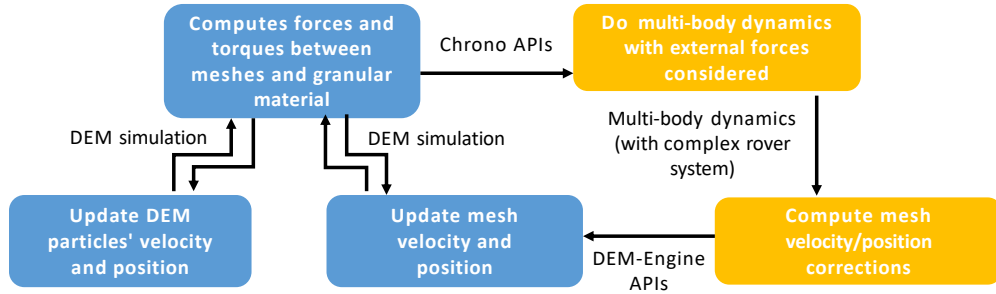 Computes forces and
torques between
meshes and granular
material
Chrono APIs
Do multi-body dynamics
with external forces
considered
DEM simulation
DEM simulation
Multi-body dynamics
(with complex rover
system)
Update DEM
particles' velocity
and position
Update mesh
velocity and
position
DEM-Engine
APIs
Compute mesh
velocity/position
corrections